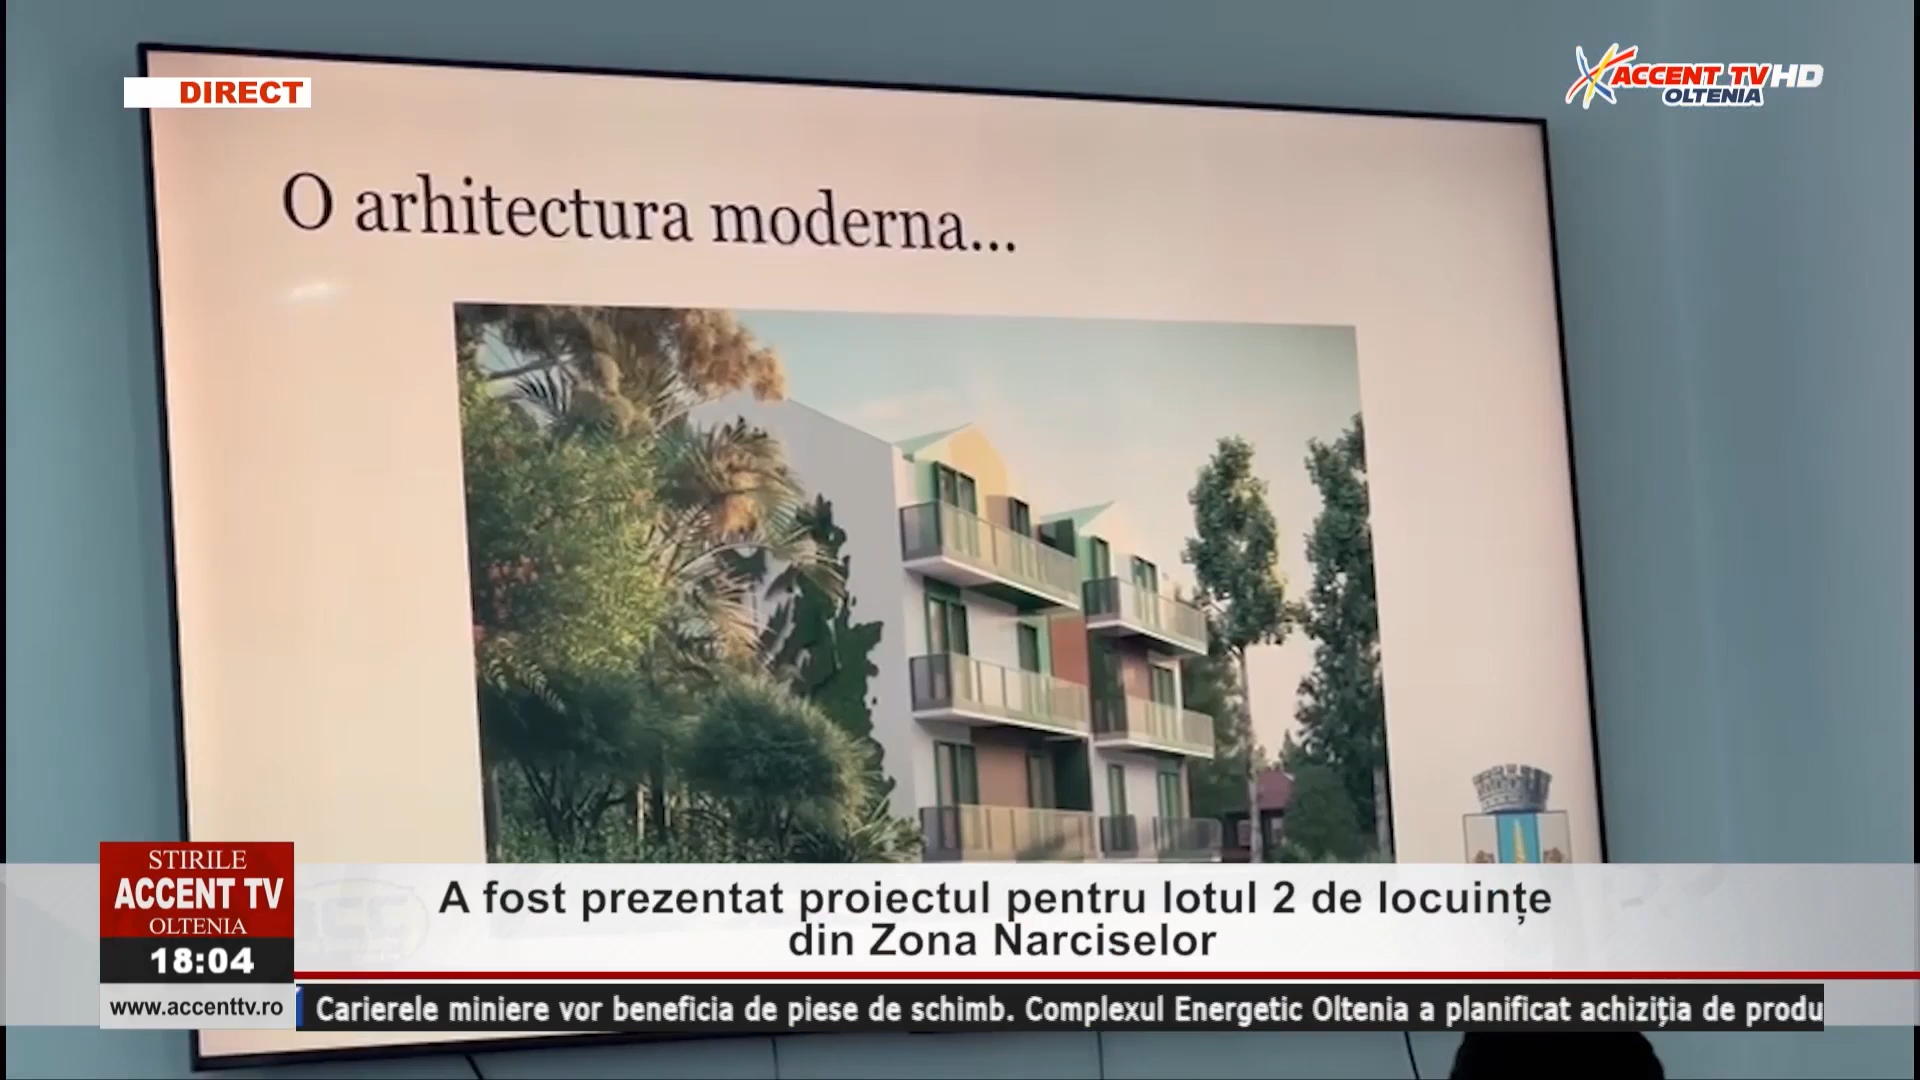 DIRECT
ACCENT TV HD
OLTENIA
O arhitectura moderna...
STIRILE
ACCENT TV
OLTENIA
18:04
A fost prezentat proiectul pentru lotul 2 de locuințe
din Zona Narciselor
www.accenttv.ro
Carierele miniere vor beneficia de piese de schimb. Complexul Energetic Oltenia a planificat achiziția de produ